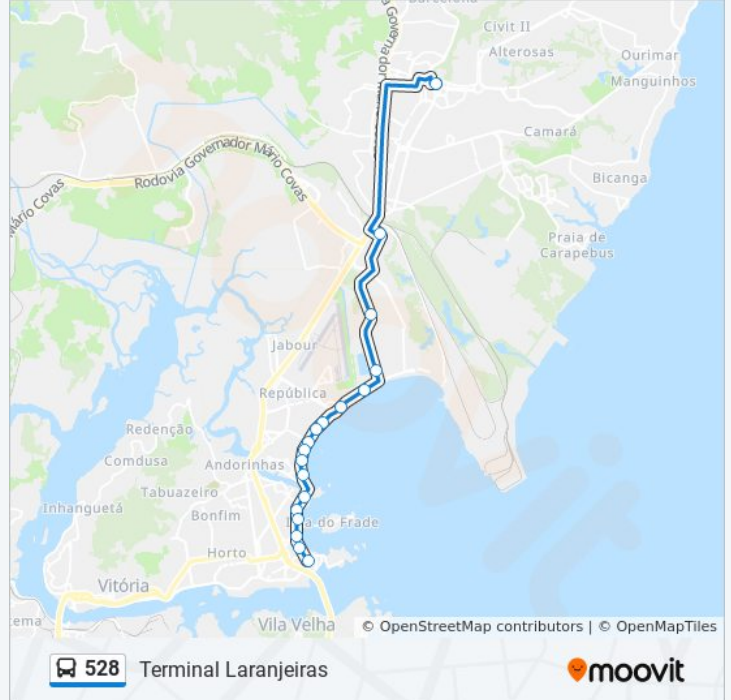 Barcelona
Civit II
Alterosas
Ourimar
Manguinhos
a Governador Má
Camará
Rodovia Governador Mário Covas
Bicanga
Mário Covas
Praia de
Carapebus
Jabour
República
Redenção
Comdusa
Andorinhas
Tabuazeiro
Inhanguetá
Bonfim
Ilha do Frade
Horto
Vitória
ema
Vila Velha
© OpenStreetMap contributors | © OpenMapTiles
528 Terminal Laranjeiras
moovit